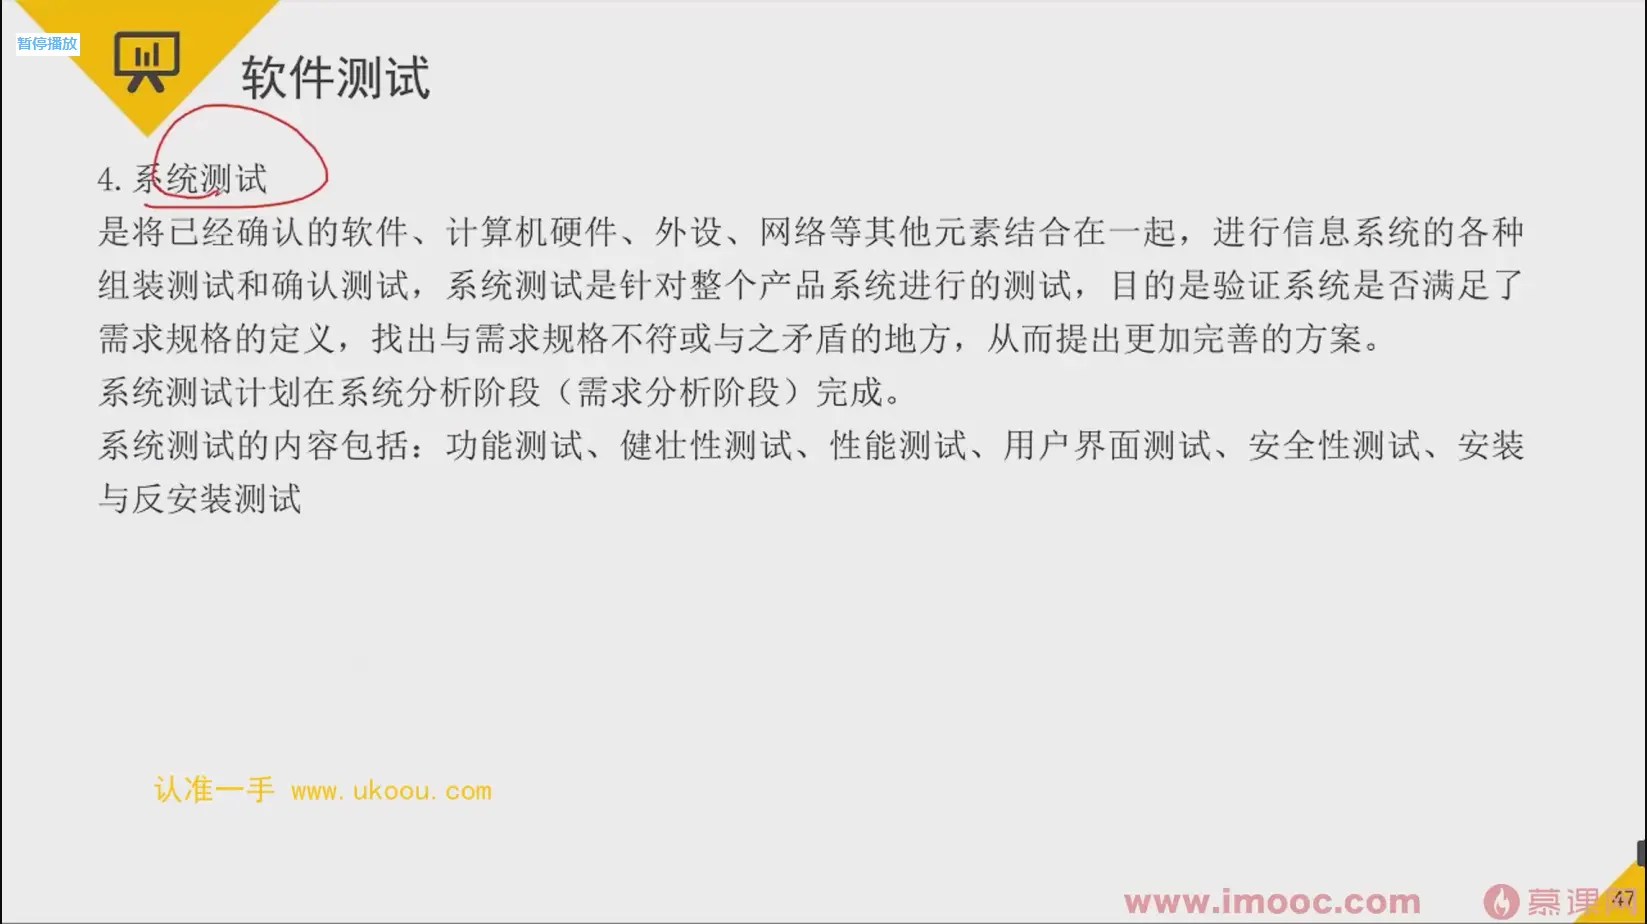 暂停播放
软件测试
4. 系统测试
是将已经确认的软件、计算机硬件、外设、网络等其他元素结合在一起，进行信息系统的各种
组装测试和确认测试，系统测试是针对整个产品系统进行的测试，目的是验证系统是否满足了
需求规格的定义，找出与需求规格不符或与之矛盾的地方，从而提出更加完善的方案。
系统测试计划在系统分析阶段（需求分析阶段）完成。
系统测试的内容包括：功能测试、健壮性测试、性能测试、用户界面测试、安全性测试、安装
与反安装测试
认准一手 www.ukoou.com
www.imooc.com 慕课网
47